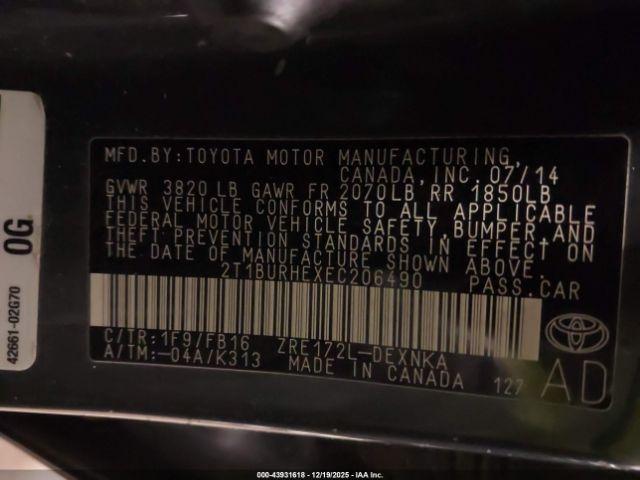 MFD.BY:TOYOTA MOTOR MANUFACTURING,
CANADA, INC. 07/14
GVWR 3820 LB GAWR FR 2070LB, RR 1850LB
THIS VEHICLE CONFORMS TO ALL APPLICABLE
FEDERAL MOTOR VEHICLE SAFETY, BUMPER, AND
THEFT PREVENTION STANDARDS IN EFFECT ON
THE DATE OF MANUFACTURE SHOWN ABOVE.
2T1BURHEXEC206490 PASS.CAR
C/TR:1F9/FB16 ZRE172L-DEXNKA
A/TM:-04A/K313 MADE IN CANADA 127
AD
0G
42661-02G70
000-43931618 - 12/19/2025 - IAA Inc.